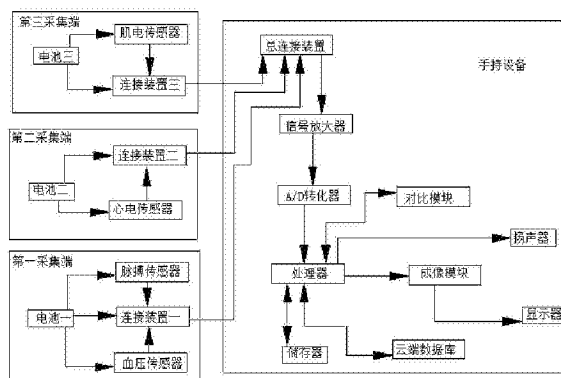 第三采集端
肌电传感器
电池三
连接装置三
第二采集端
连接装置二
电池二
心电传感器
第一采集端
脉搏传感器
电池一
连接装置一
血压传感器
总连接装置
手持设备
信号放大器
A/D转化器
对比模块
扬声器
处理器
成像模块
显示器
储存器
云端数据库